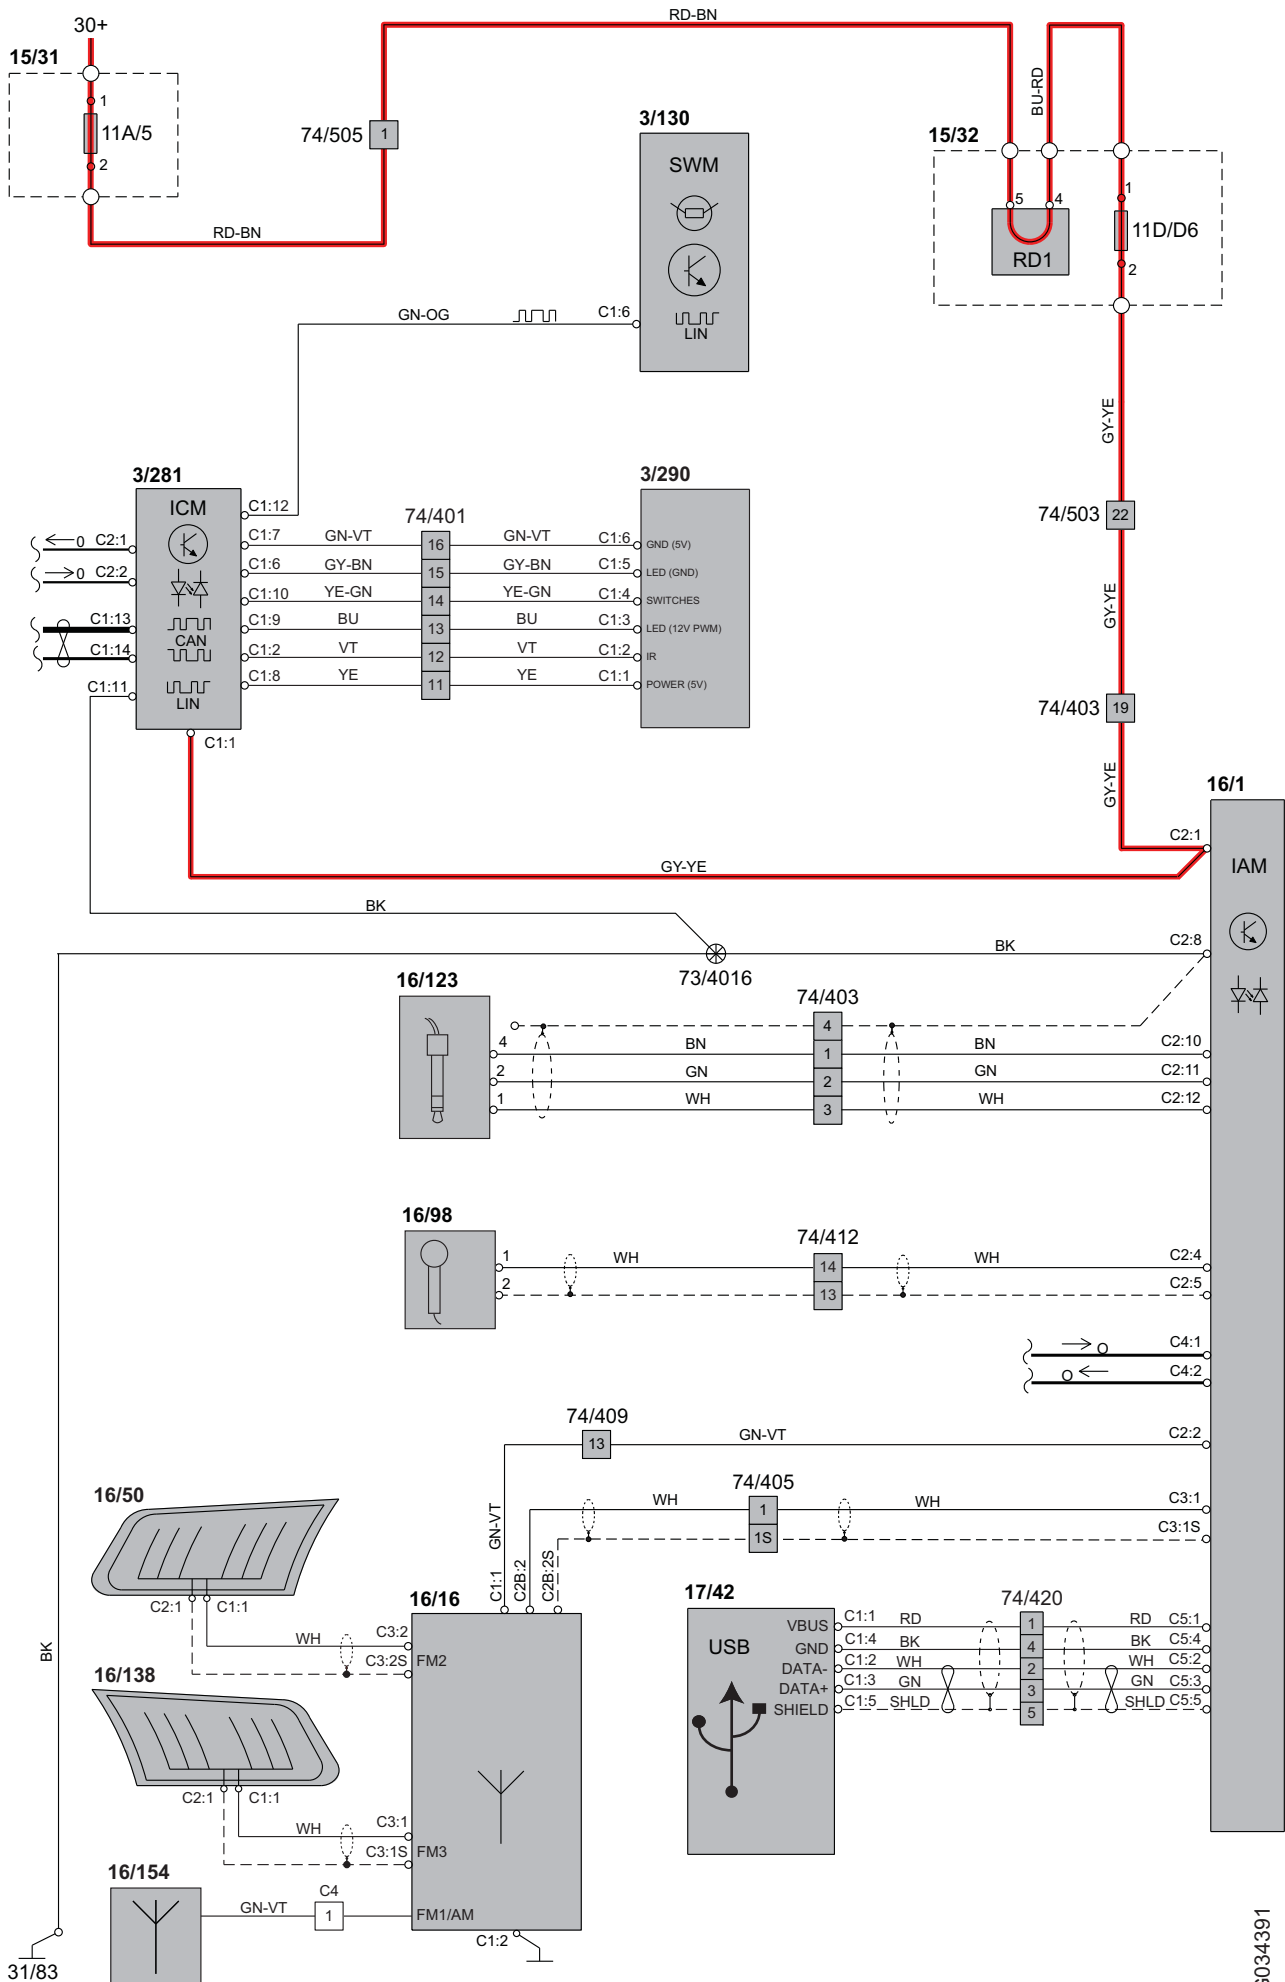 RD-BN
30+
15/31
1
11A/5
2
74/505
1
RD-BN
3/130
SWM
LIN
BU-RD
15/32
5
4
RD1
1
11D/D6
2
GN-OG
C1:6
GY-YE
74/503
22
GY-YE
74/403
19
GY-YE
3/281
ICM
CAN
LIN
0 C2:1
0 C2:2
C1:13
C1:14
C1:11
C1:12
C1:1
74/401
3/290
C1:7 GN-VT 16 GN-VT C1:6 GND (5V)
C1:6 GY-BN 15 GY-BN C1:5 LED (GND)
C1:10 YE-GN 14 YE-GN C1:4 SWITCHES
C1:9 BU 13 BU C1:3 LED (12V PWM)
C1:2 VT 12 VT C1:2 IR
C1:8 YE 11 YE C1:1 POWER (5V)
16/1
C2:1
IAM
GY-YE
BK
BK
C2:8
73/4016
16/123
74/403
4
4 BN 1 BN C2:10
2 GN 2 GN C2:11
1 WH 3 WH C2:12
16/98
74/412
1 WH 14 WH C2:4
2 13 C2:5
O C4:1
O C4:2
74/409
13
GN-VT
C2:2
74/405
WH 1 WH C3:1
1S C3:1S
GN-VT
C1:1
C2B:2
C2B:2S
16/50
C2:1 C1:1
WH
C3:2
C3:2S
FM2
16/16
BK
16/138
C2:1 C1:1
WH
C3:1
C3:1S
FM3
16/154
GN-VT
C4
1
FM1/AM
C1:2
31/83
17/42
USB
74/420
VBUS C1:1 RD 1 RD C5:1
GND C1:4 BK 4 BK C5:4
DATA- C1:2 WH 2 WH C5:2
DATA+ C1:3 GN 3 GN C5:3
SHIELD C1:5 SHLD 5 SHLD C5:5